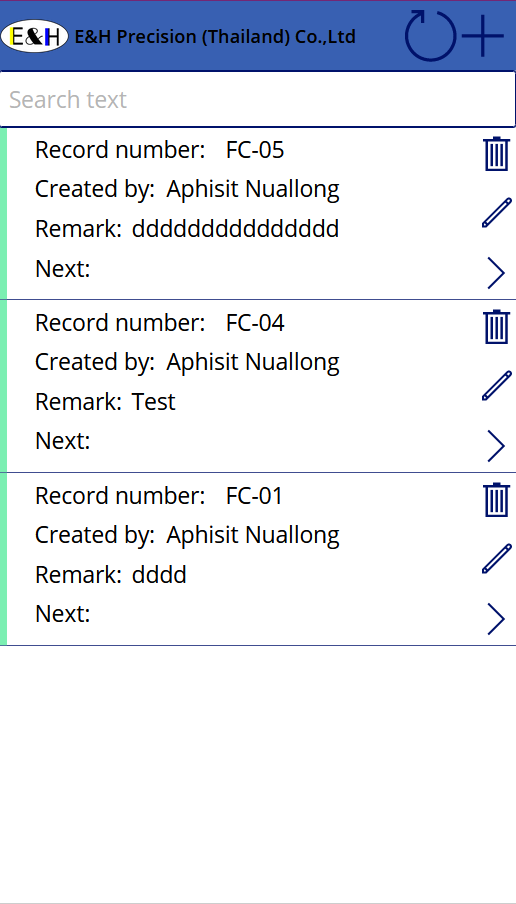 E&H E&H Precision (Thailand) Co.,Ltd
Search text
Record number: FC-05
Created by: Aphisit Nuallong
Remark: ddddddddddddddd
Next:
Record number: FC-04
Created by: Aphisit Nuallong
Remark: Test
Next:
Record number: FC-01
Created by: Aphisit Nuallong
Remark: dddd
Next: